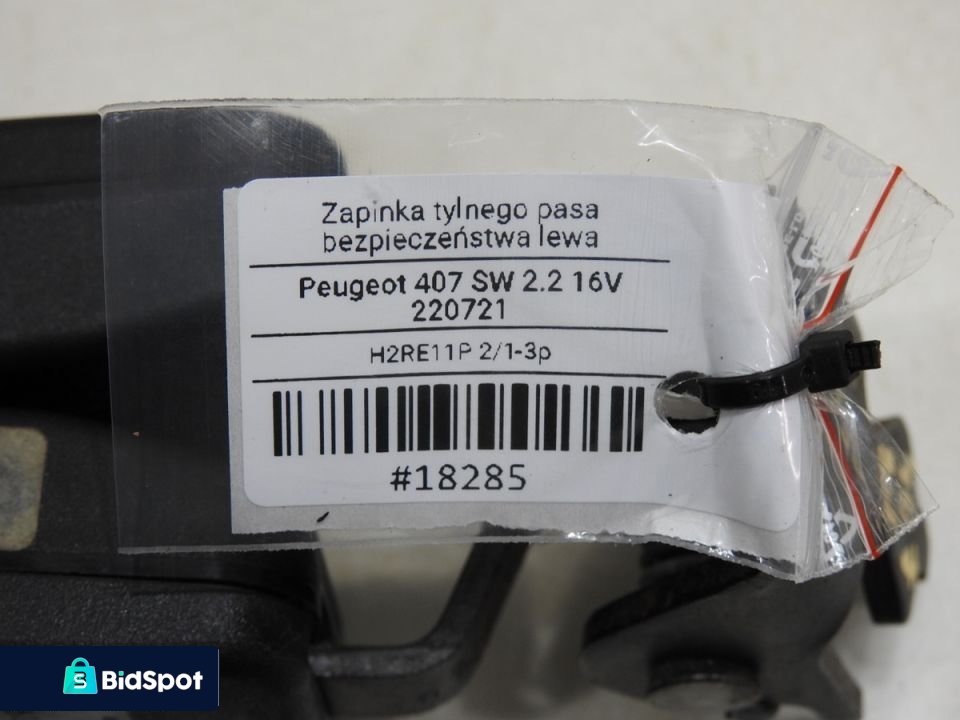 Zapinka tylnego pasa
bezpieczeństwa lewa
Peugeot 407 SW 2.2 16V
220721
H2RE11P 2/1-3p
#18285
BidSpot